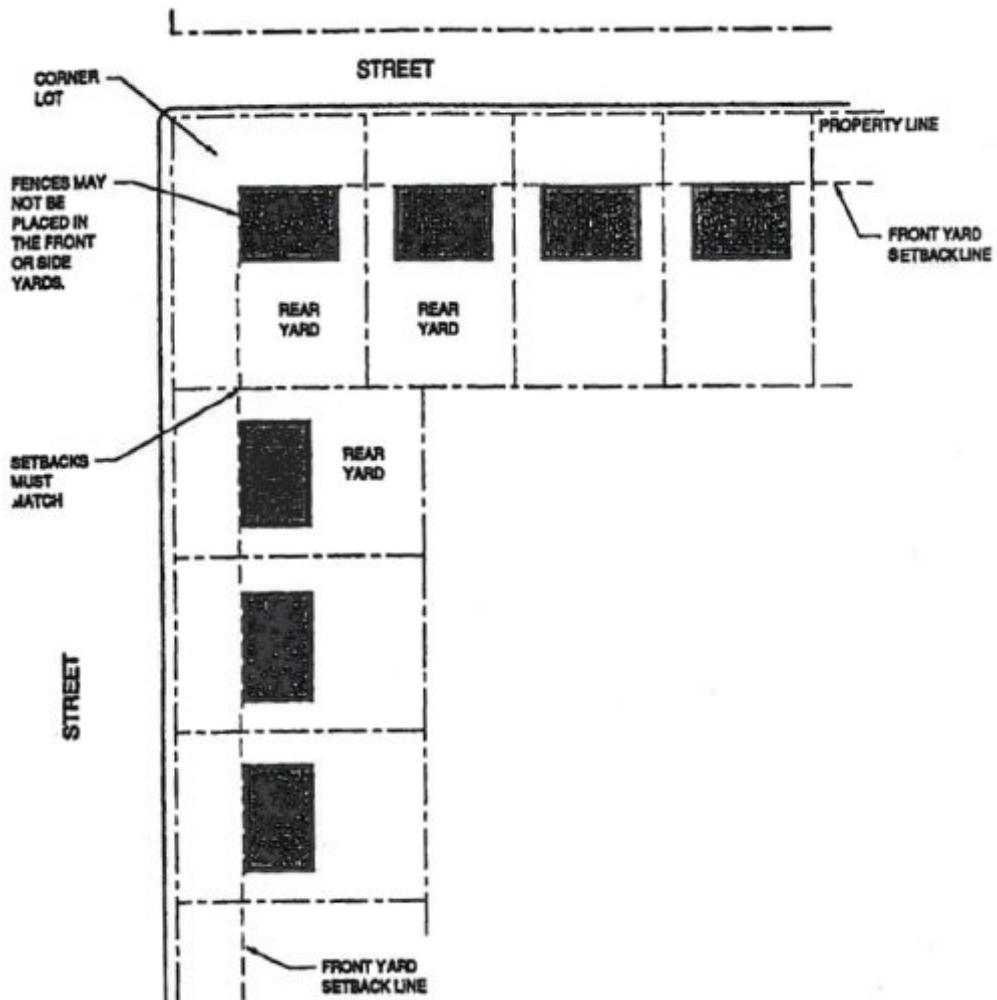 STREET
CORNER
LOT
PROPERTY LINE
FENCES MAY
NOT BE
PLACED IN
THE FRONT
OR SIDE
YARDS.
FRONT YARD
SETBACK LINE
REAR
YARD
REAR
YARD
SETBACKS
MUST
MATCH
REAR
YARD
STREET
FRONT YARD
SETBACK LINE